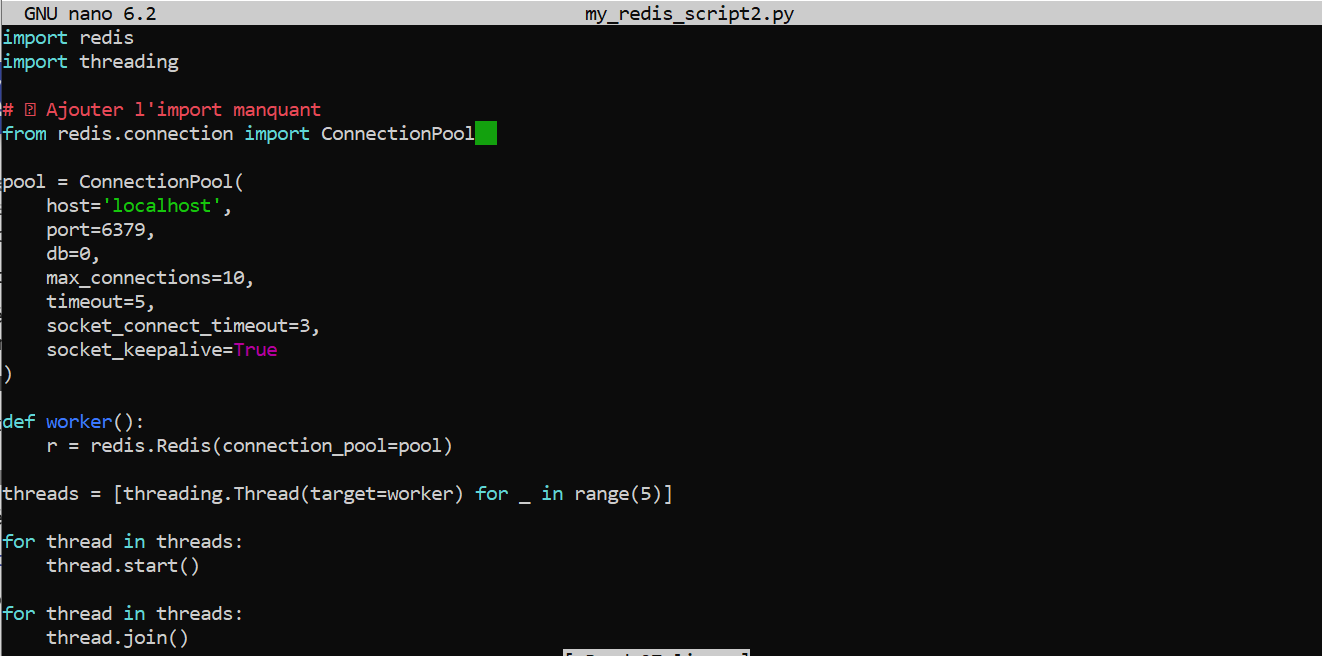 GNU nano 6.2 my_redis_script2.py
import redis
import threading
# Ajouter l'import manquant
from redis.connection import ConnectionPool
pool = ConnectionPool(
    host='localhost',
    port=6379,
    db=0,
    max_connections=10,
    timeout=5,
    socket_connect_timeout=3,
    socket_keepalive=True
)
def worker():
    r = redis.Redis(connection_pool=pool)
threads = [threading.Thread(target=worker) for _ in range(5)]
for thread in threads:
    thread.start()
for thread in threads:
    thread.join()